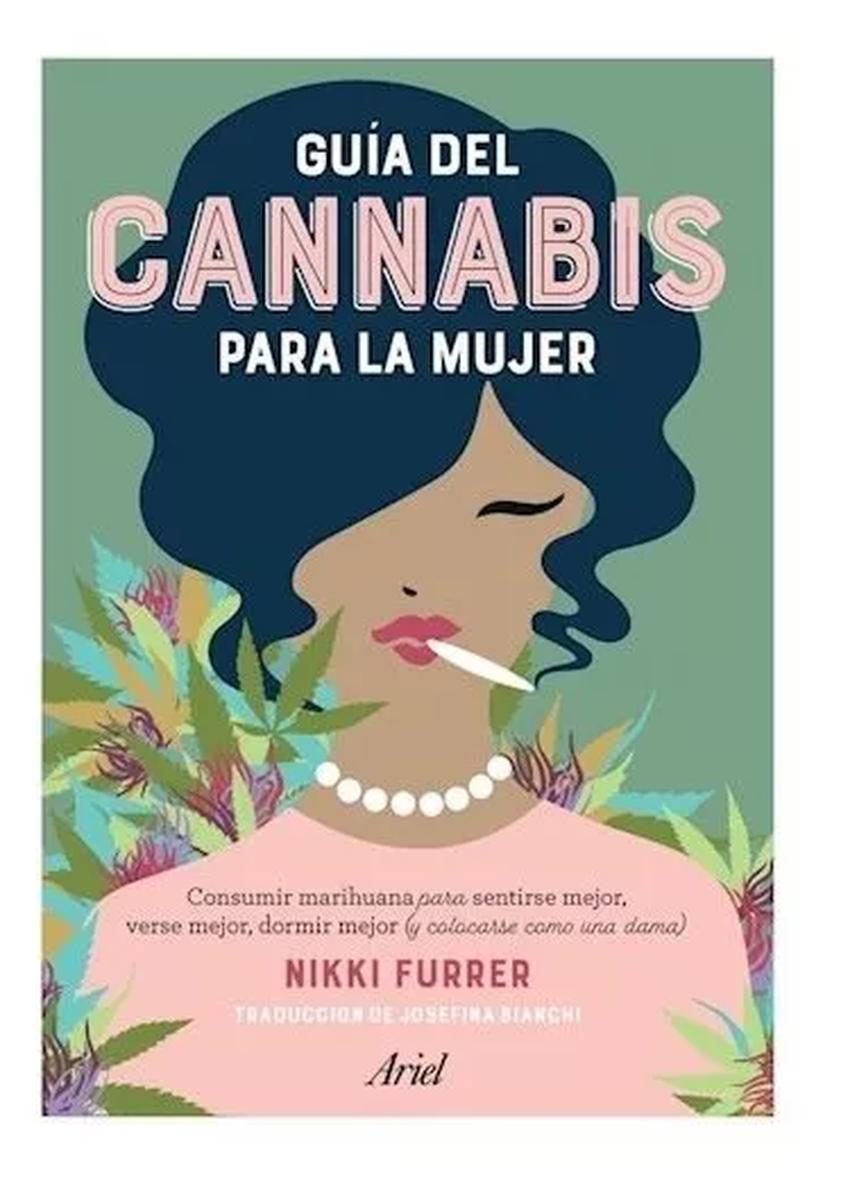 GUÍA DEL
CANNABIS
PARA LA MUJER
Consumir marihuana para sentirse mejor,
verse mejor, dormir mejor (y colocarse como una dama)
NIKKI FURRER
TRADUCCION DE JOSEFINA BIANCHI
Ariel